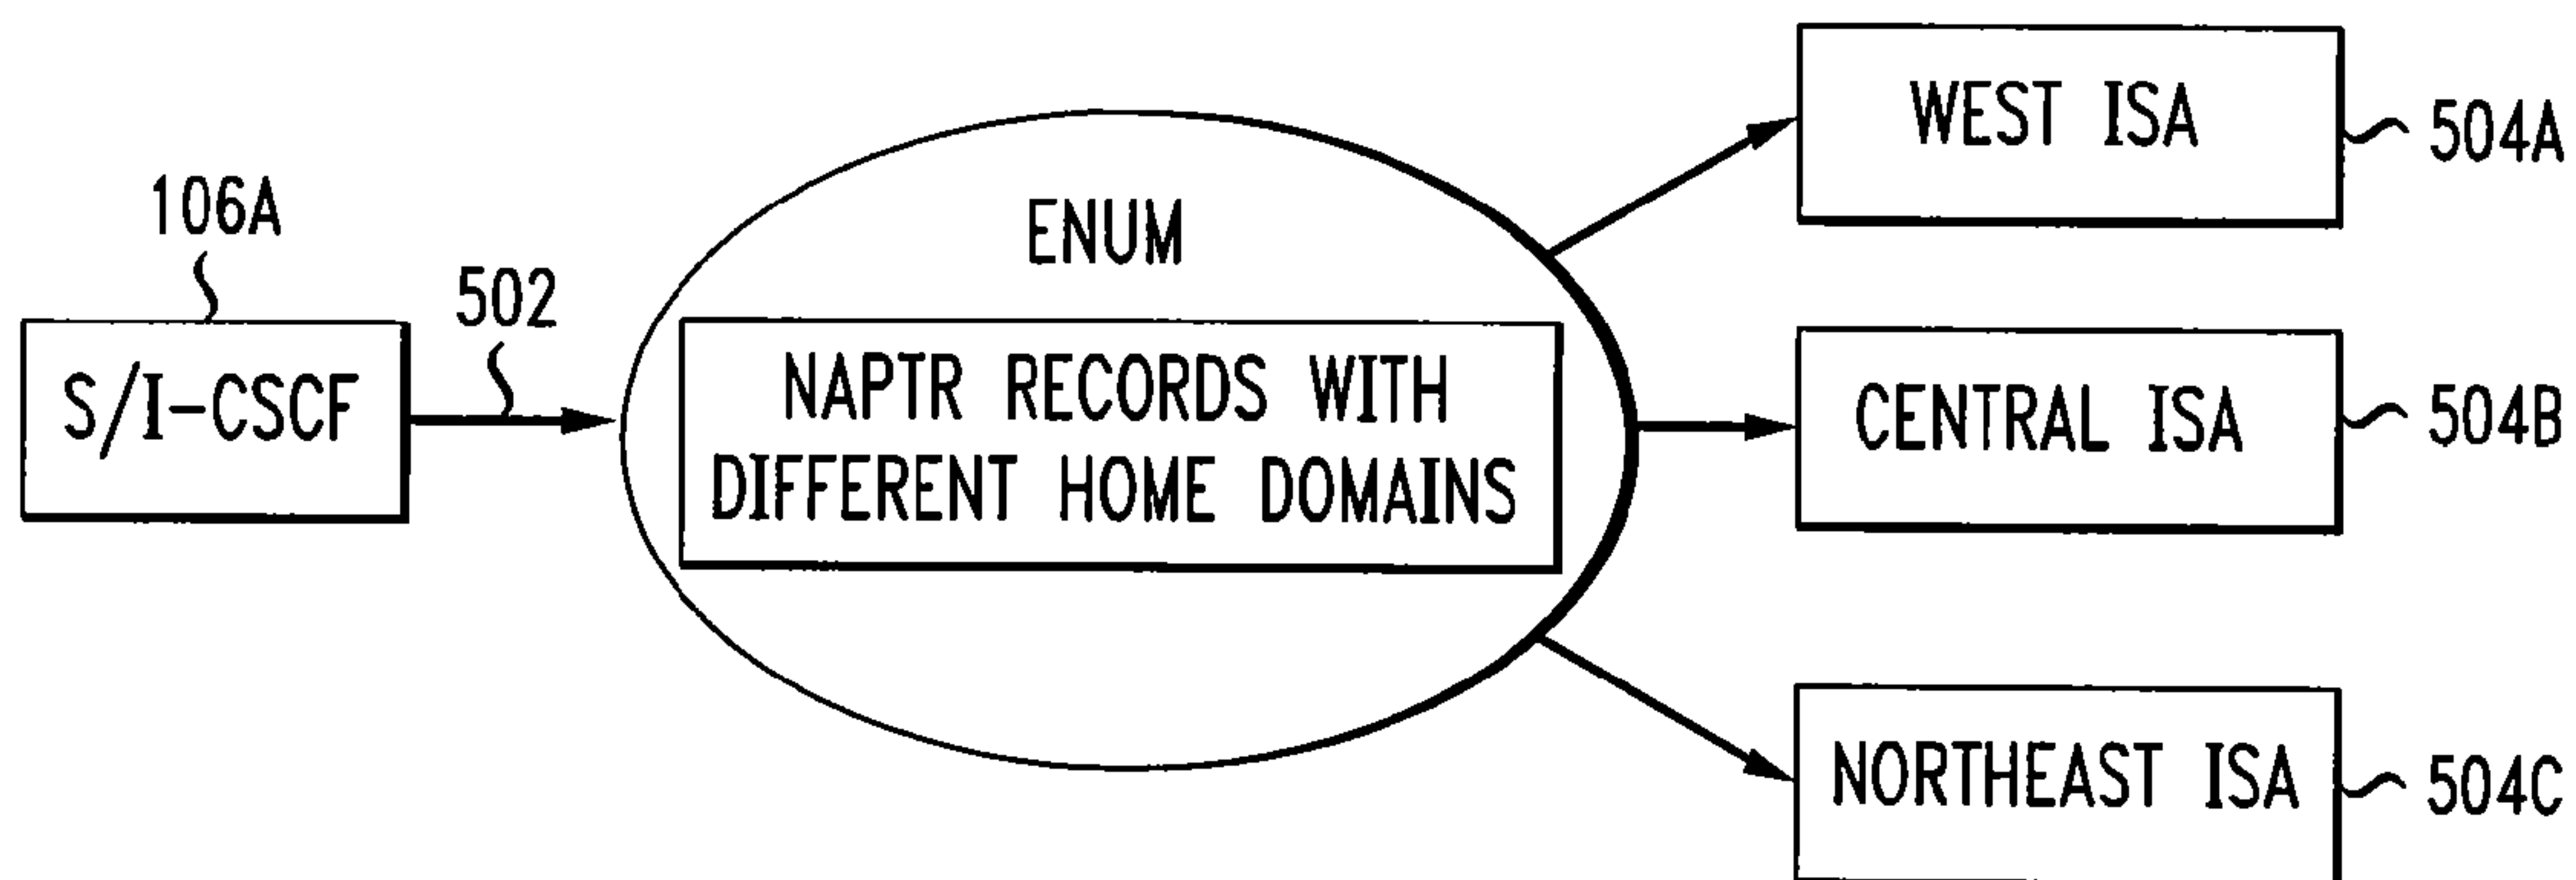 106A
S/I-CSCF
502
ENUM
NAPTR RECORDS WITH
DIFFERENT HOME DOMAINS
WEST ISA
504A
CENTRAL ISA
504B
NORTHEAST ISA
504C